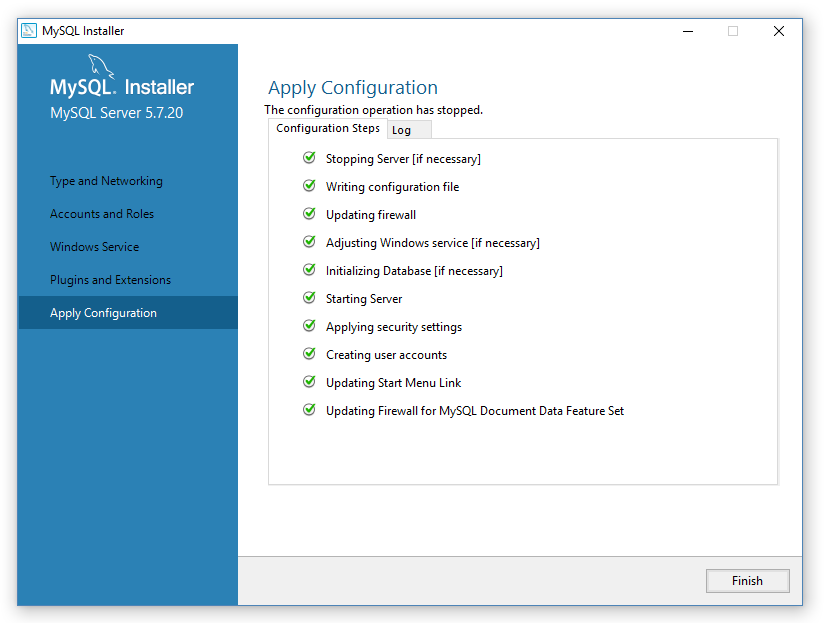 MySQL Installer
MySQL. Installer
MySQL Server 5.7.20
Type and Networking
Accounts and Roles
Windows Service
Plugins and Extensions
Apply Configuration
Apply Configuration
The configuration operation has stopped.
Configuration Steps Log
Stopping Server [if necessary]
Writing configuration file
Updating firewall
Adjusting Windows service [if necessary]
Initializing Database [if necessary]
Starting Server
Applying security settings
Creating user accounts
Updating Start Menu Link
Updating Firewall for MySQL Document Data Feature Set
Finish